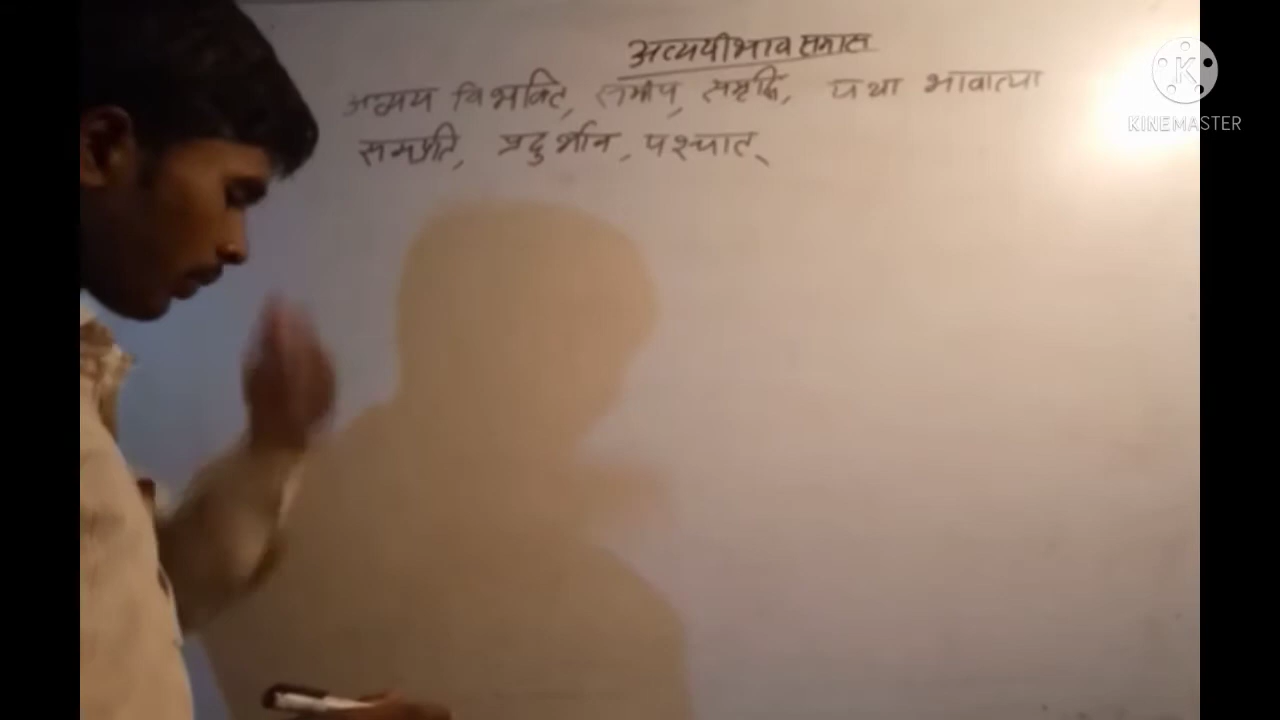 अव्ययीभाव समास
अव्यय विभक्ति, समीप, समृद्धि, यथा भावात्या
सम्प्रति, प्रदुर्भाव, पश्चात्
K
KINEMASTER